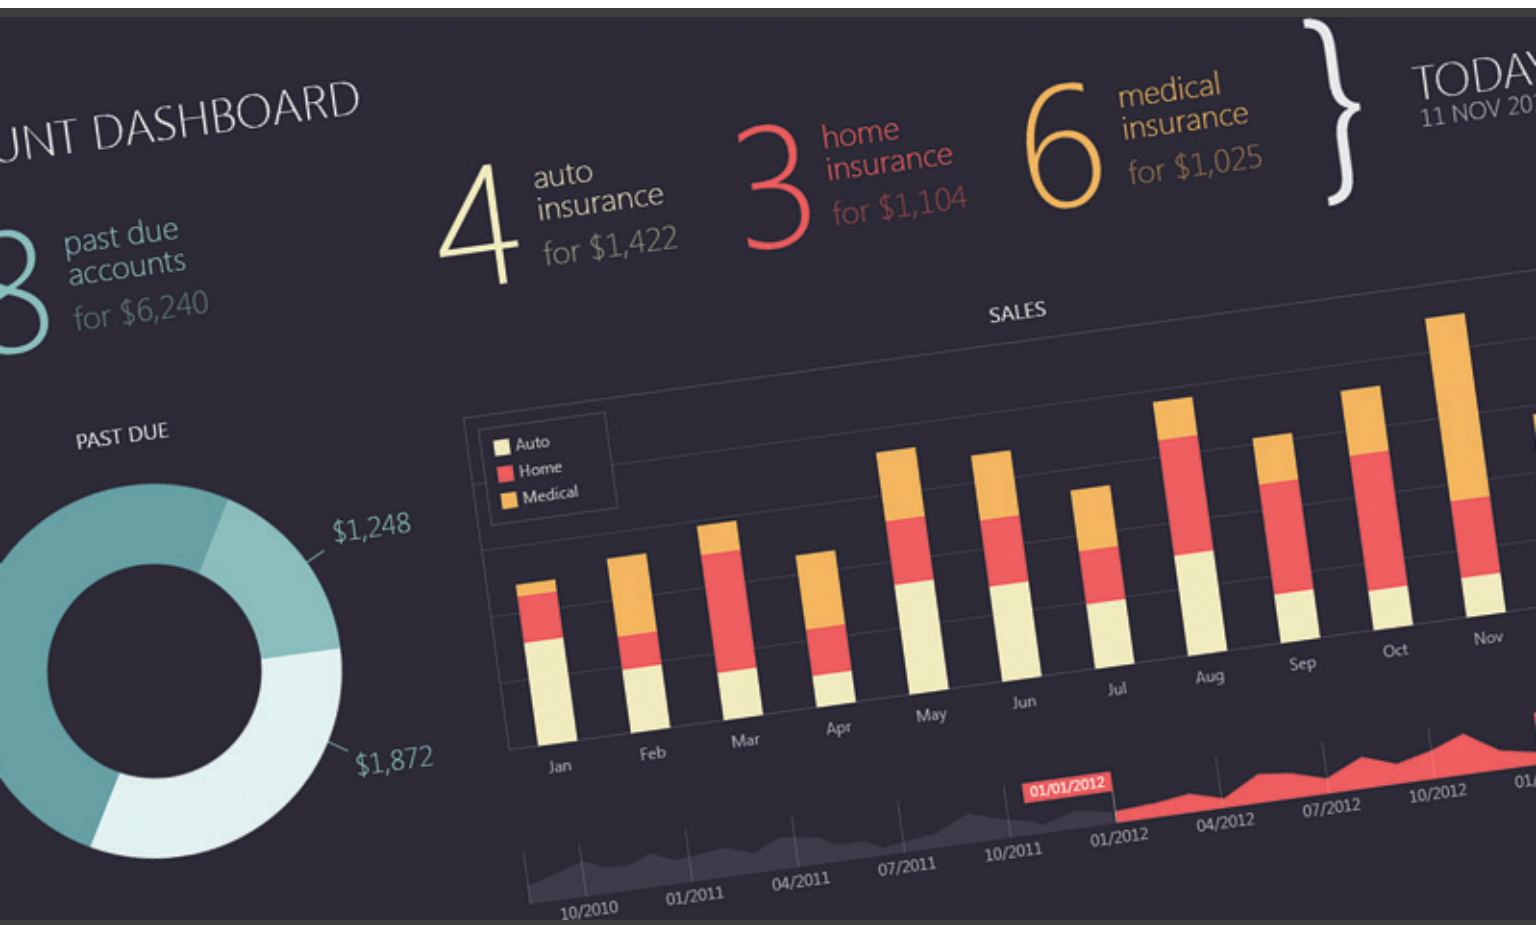 UNT DASHBOARD
8
past due
accounts
for $6,240
4
auto
insurance
for $1,422
3
home
insurance
for $1,104
6
medical
insurance
for $1,025
}
TODAY
11 NOV 20
PAST DUE
$1,248
$1,872
SALES
Auto
Home
Medical
Jan
Feb
Mar
Apr
May
Jun
Jul
Aug
Sep
Oct
Nov
01/01/2012
10/2010
01/2011
04/2011
07/2011
10/2011
01/2012
04/2012
07/2012
10/2012
01/